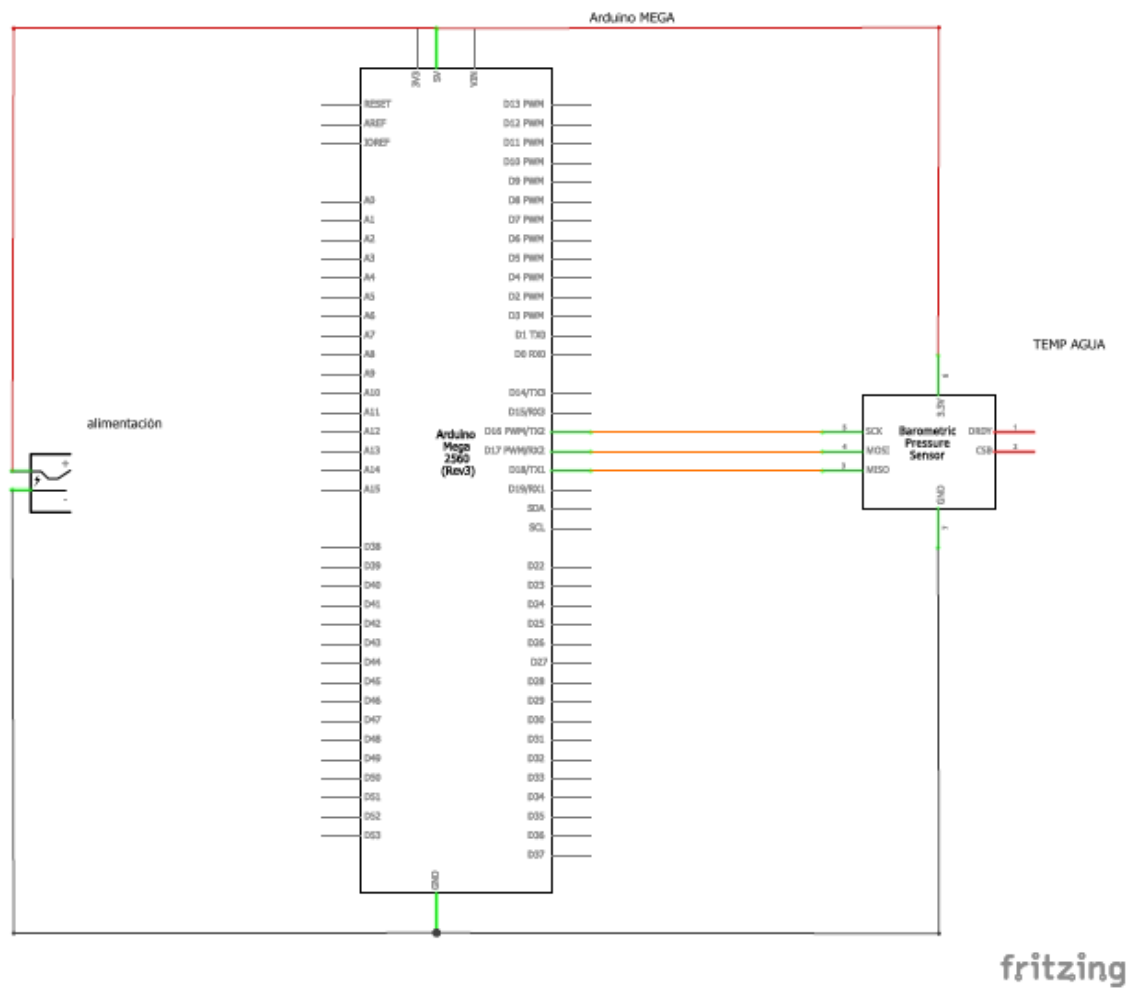 Arduino MEGA
3V3
5V
VIN
RESET
AREF
IOREF
A0
A1
A2
A3
A4
A5
A6
A7
A8
A9
A10
A11
A12
A13
A14
A15
D38
D39
D40
D41
D42
D43
D44
D45
D46
D47
D48
D49
D50
D51
D52
D53
Arduino
Mega
2560
(Rev3)
D13 PWM
D12 PWM
D11 PWM
D10 PWM
D9 PWM
D8 PWM
D7 PWM
D6 PWM
D5 PWM
D4 PWM
D2 PWM
D3 PWM
D1 TX0
D0 RX0
D14/TX3
D15/RX3
D16 PWM/TX2
D17 PWM/RX2
D18/TX1
D19/RX1
SDA
SCL
D22
D23
D24
D25
D26
D27
D28
D29
D30
D31
D32
D33
D34
D35
D36
D37
GND
alimentación
+
-
TEMP AGUA
3.3V
5
SCK
4
MOSI
3
MISO
Barometric
Pressure
Sensor
DRDY
1
CSB
2
GND
7
fritzing